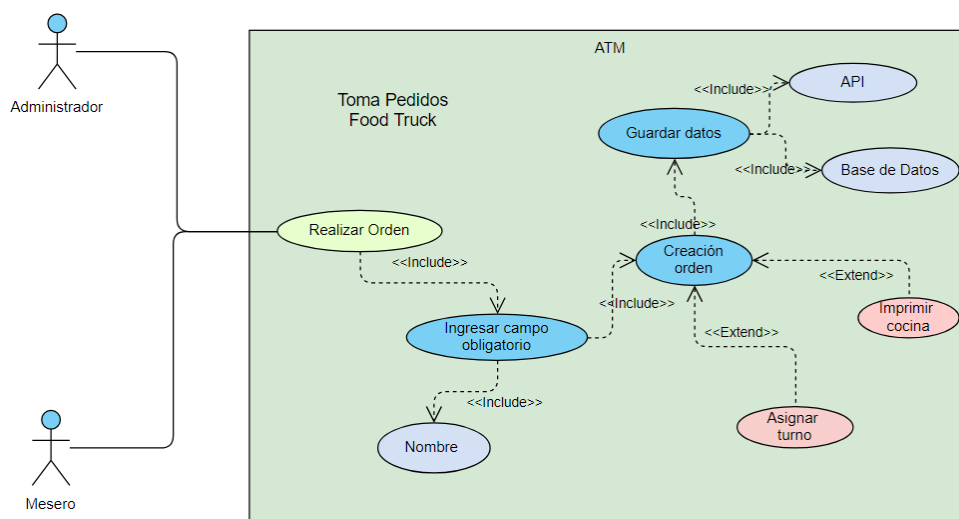 ATM
Administrador
Toma Pedidos
Food Truck
API
<<Include>>
Guardar datos
<<Include>>
Base de Datos
<<Include>>
Realizar Orden
Creación
orden
<<Include>>
<<Extend>>
<<Include>>
Imprimir
cocina
Ingresar campo
obligatorio
<<Extend>>
<<Include>>
Asignar
turno
Nombre
Mesero